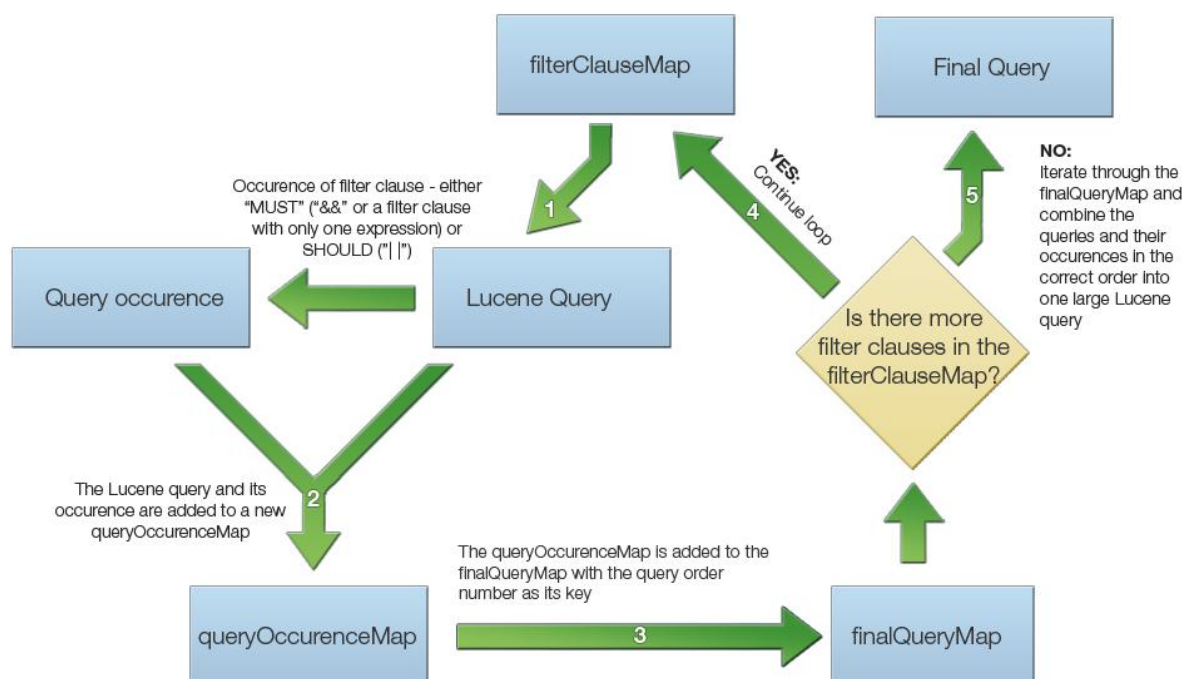 filterClauseMap
Final Query
1
Occurence of filter clause - either
“MUST” (“&&” or a filter clause
with only one expression) or
SHOULD ("| |")
YES:
Continue loop
4
5
NO:
Iterate through the
finalQueryMap and
combine the
queries and their
occurences in the
correct order into
one large Lucene
query
Query occurence
Lucene Query
Is there more
filter clauses in the
filterClauseMap?
2
The Lucene query and its
occurence are added to a new
queryOccurenceMap
The queryOccurenceMap is added to the
finalQueryMap with the query order
number as its key
queryOccurenceMap
3
finalQueryMap